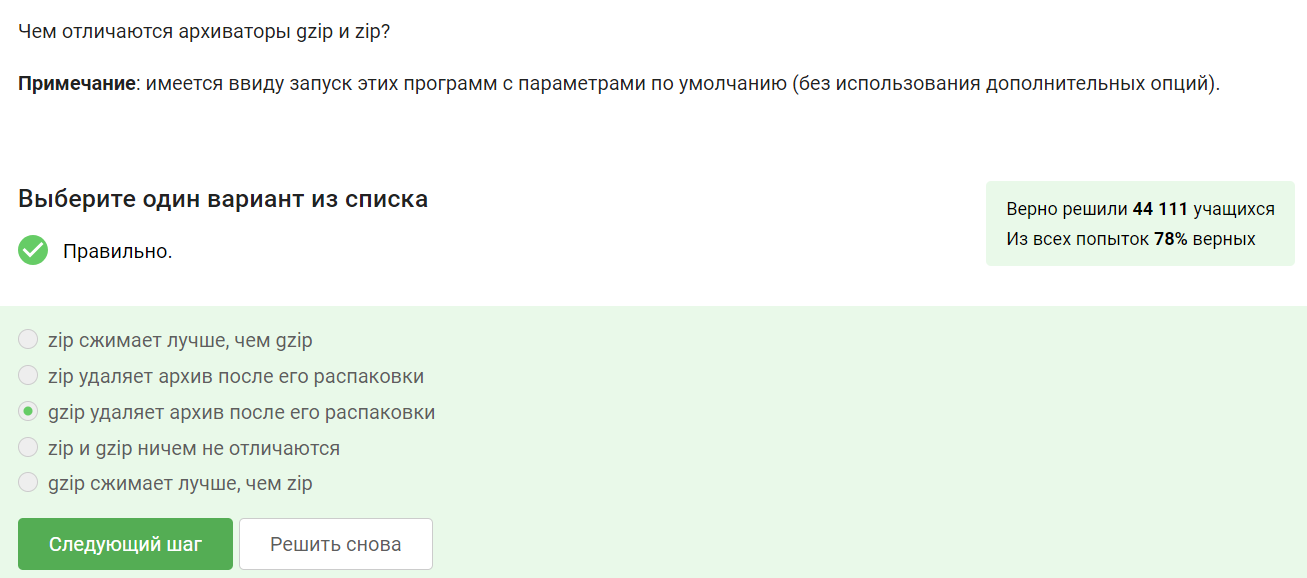 Чем отличаются архиваторы gzip и zip?
Примечание: имеется ввиду запуск этих программ с параметрами по умолчанию (без использования дополнительных опций).
Выберите один вариант из списка
Верно решили 44 111 учащихся
Из всех попыток 78% верных
Правильно.
zip сжимает лучше, чем gzip
zip удаляет архив после его распаковки
gzip удаляет архив после его распаковки
zip и gzip ничем не отличаются
gzip сжимает лучше, чем zip
Следующий шаг
Решить снова